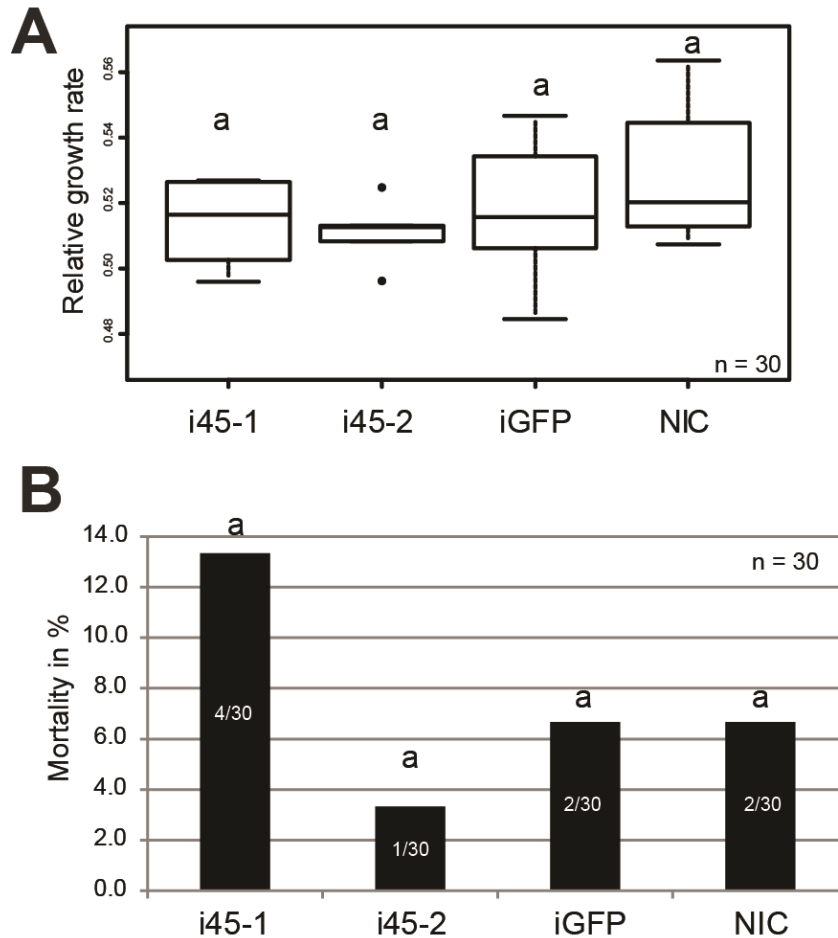 A
Relative growth rate
0.56
0.54
0.52
0.50
0.48
a a a a
n = 30
i45-1 i45-2 iGFP NIC
B
Mortality in %
14.0
12.0
10.0
8.0
6.0
4.0
2.0
0.0
a a a a
n = 30
4/30 1/30 2/30 2/30
i45-1 i45-2 iGFP NIC